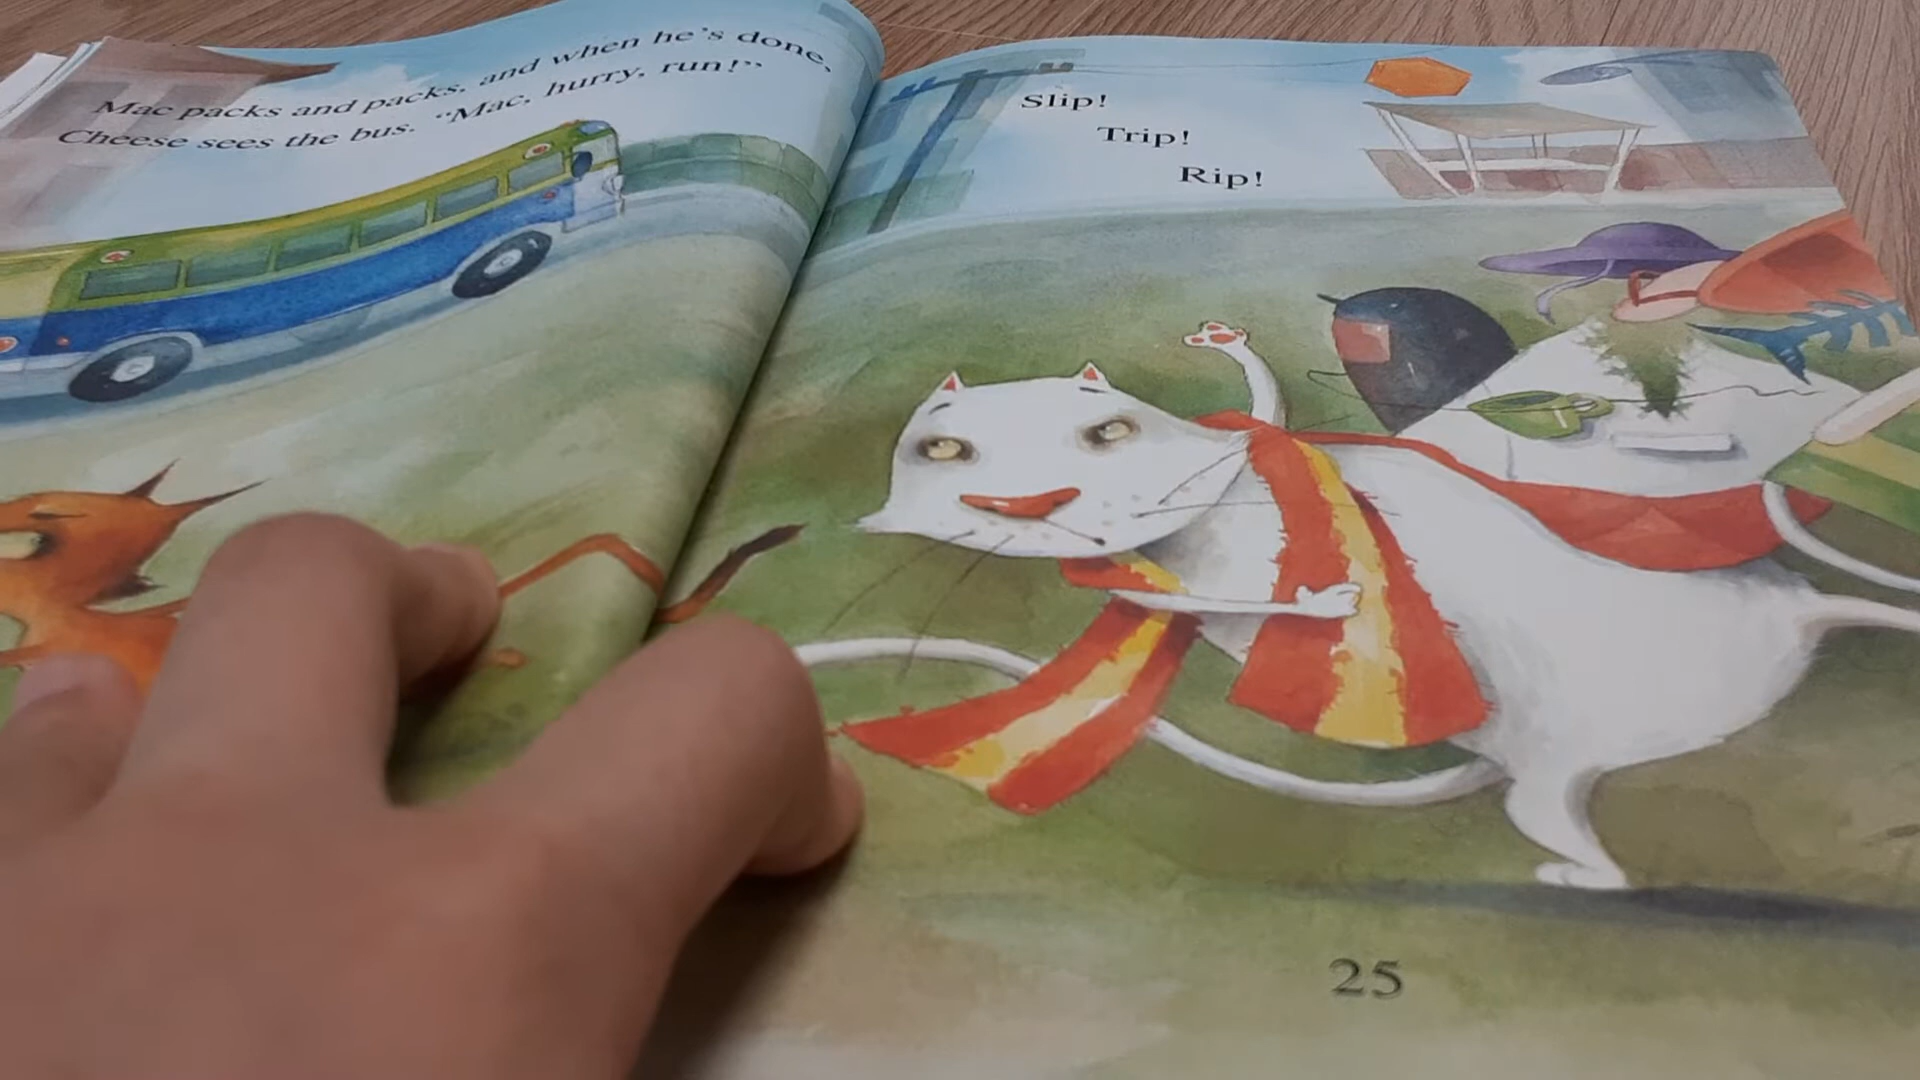 Mac packs and packs, and when he's done,
Cheese sees the bus. "Mac, hurry, run!"
Slip!
Trip!
Rip!
25